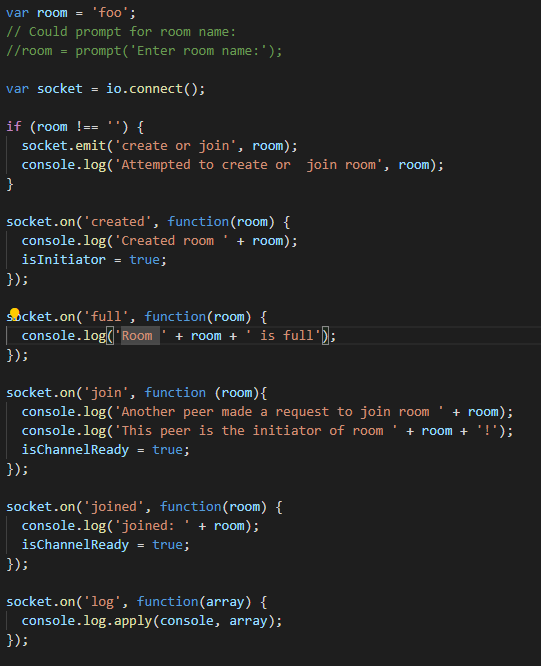 var room = 'foo';
// Could prompt for room name:
//room = prompt('Enter room name:');
var socket = io.connect();
if (room !== '') {
  socket.emit('create or join', room);
  console.log('Attempted to create or  join room', room);
}
socket.on('created', function(room) {
  console.log('Created room ' + room);
  isInitiator = true;
});
socket.on('full', function(room) {
  console.log('Room ' + room + ' is full');
});
socket.on('join', function (room){
  console.log('Another peer made a request to join room ' + room);
  console.log('This peer is the initiator of room ' + room + '!');
  isChannelReady = true;
});
socket.on('joined', function(room) {
  console.log('joined: ' + room);
  isChannelReady = true;
});
socket.on('log', function(array) {
  console.log.apply(console, array);
});